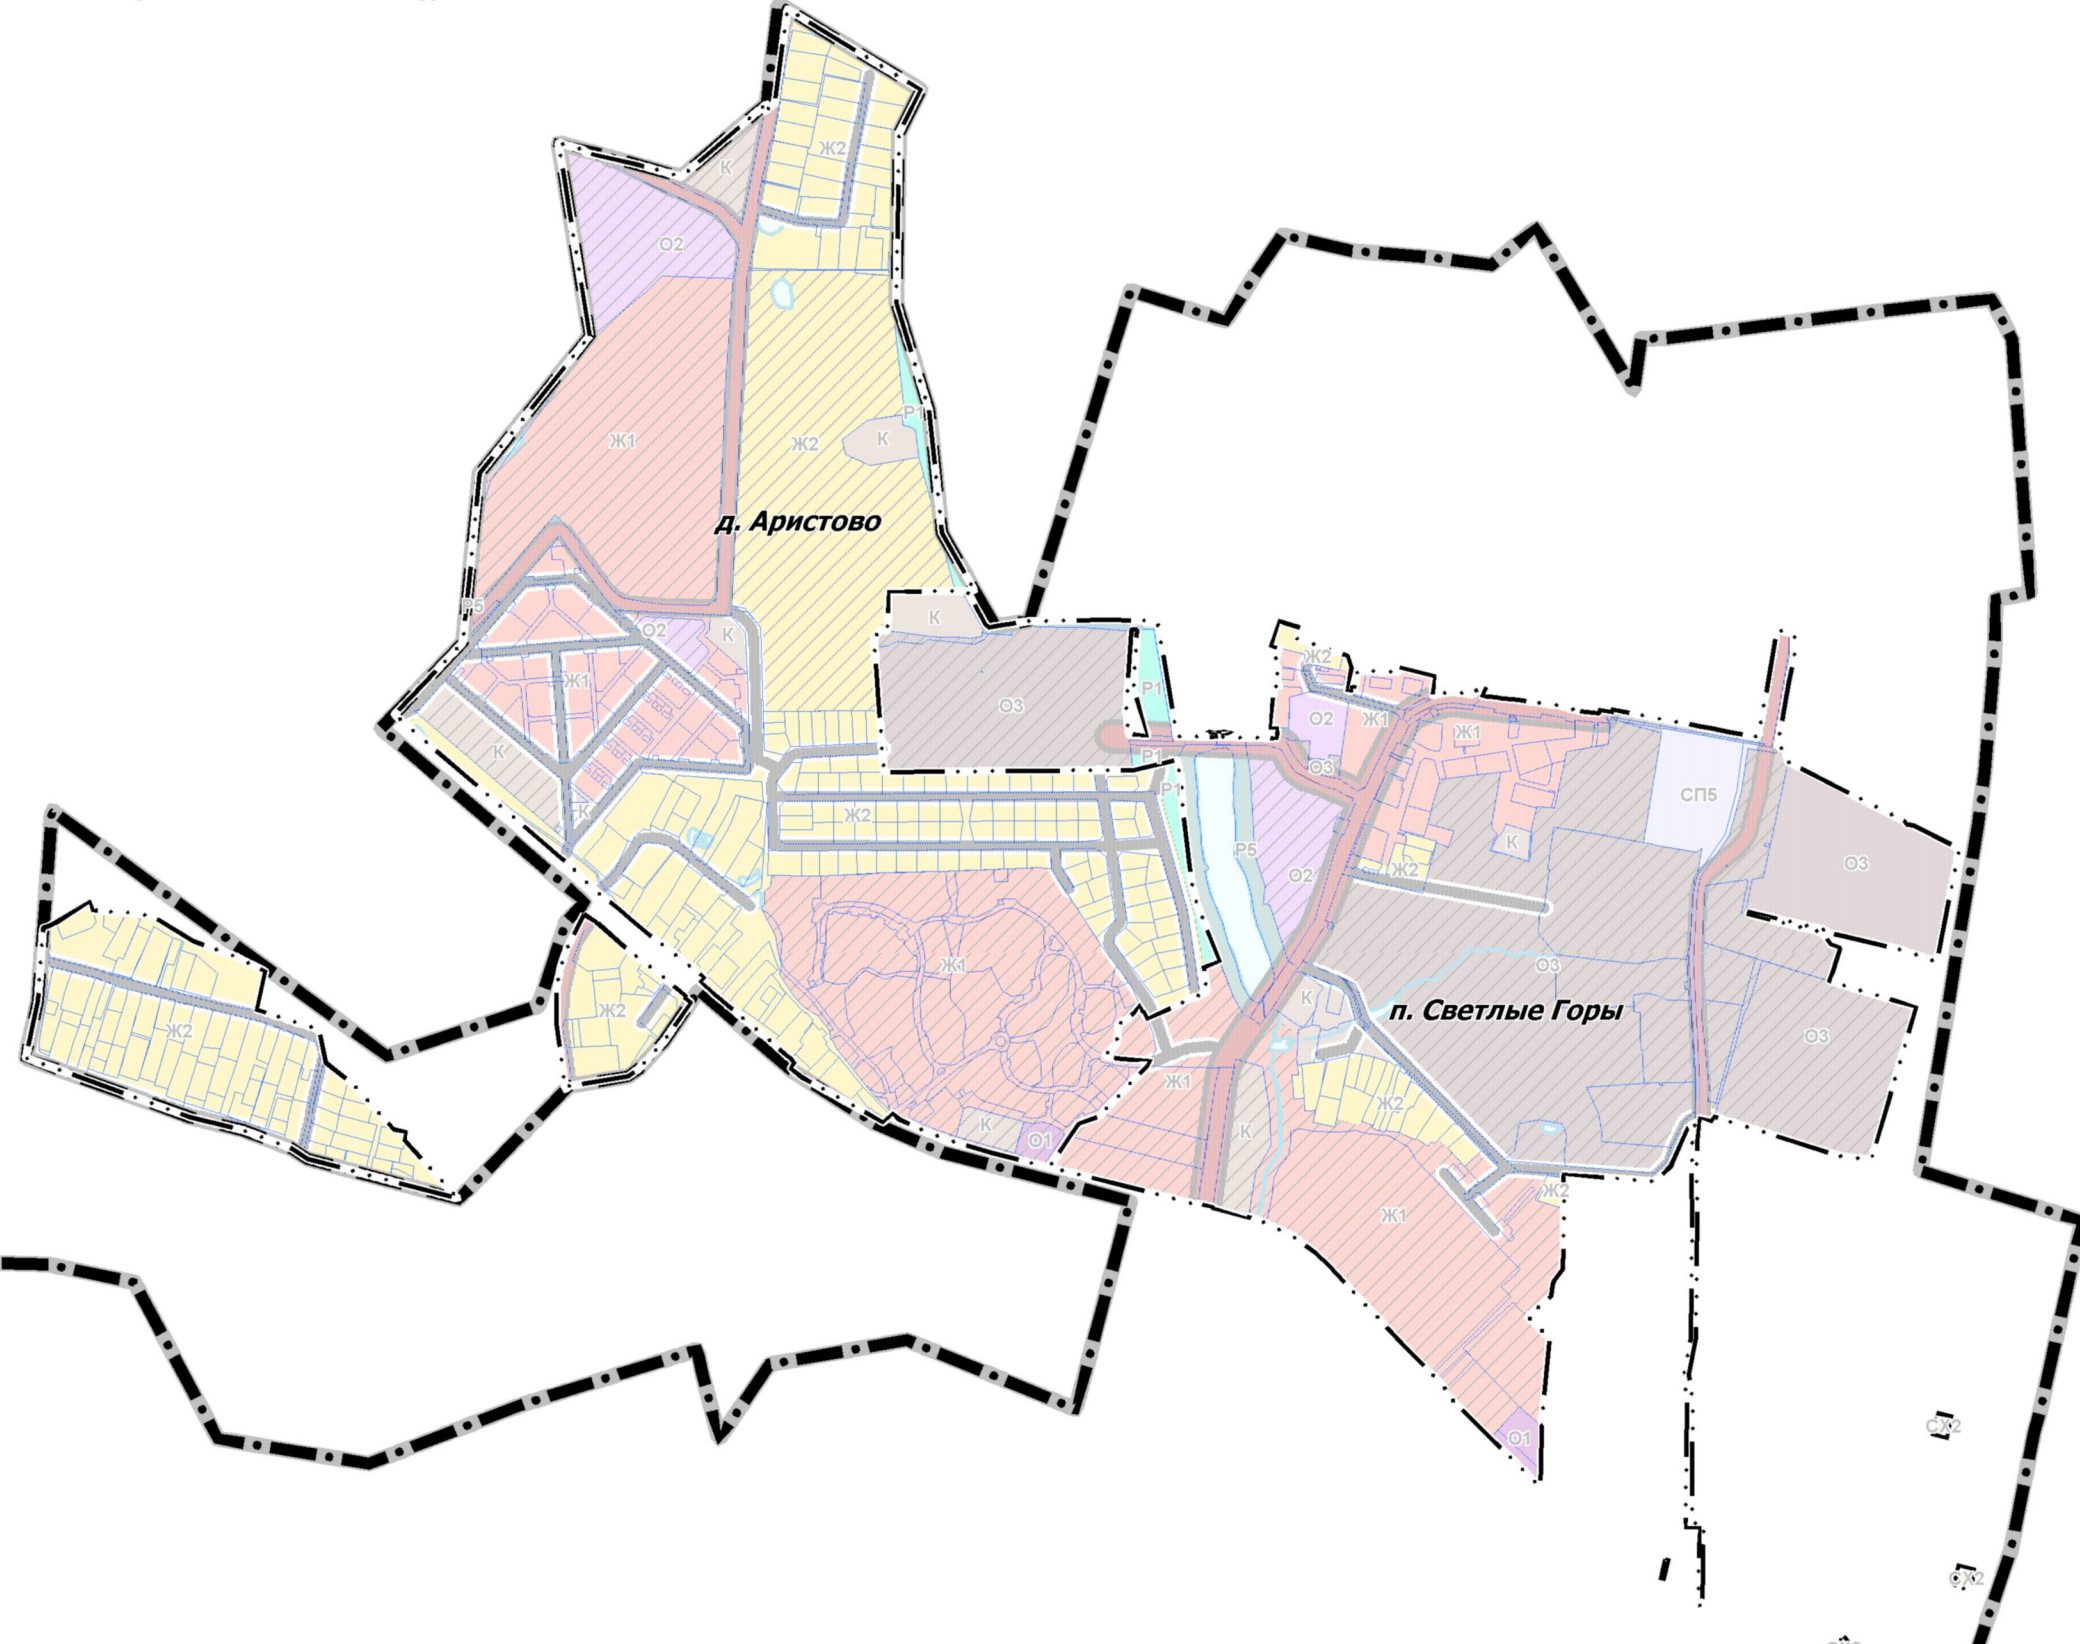 Ж2
К
О2
Р1
Ж1
К
Ж2
д. Аристово
Р5
К
О2
К
Ж2
Ж1
Р1
О3
О2
Ж1
Ж1
К
Р1
О3
Р1
СП5
К
Ж2
К
Р5
О3
Ж2
О2
Ж1
О3
К
п. Светлые Горы
Ж2
Ж2
О3
Ж1
Ж2
К
К
О1
Ж2
Ж1
СХ2
О1
СХ2